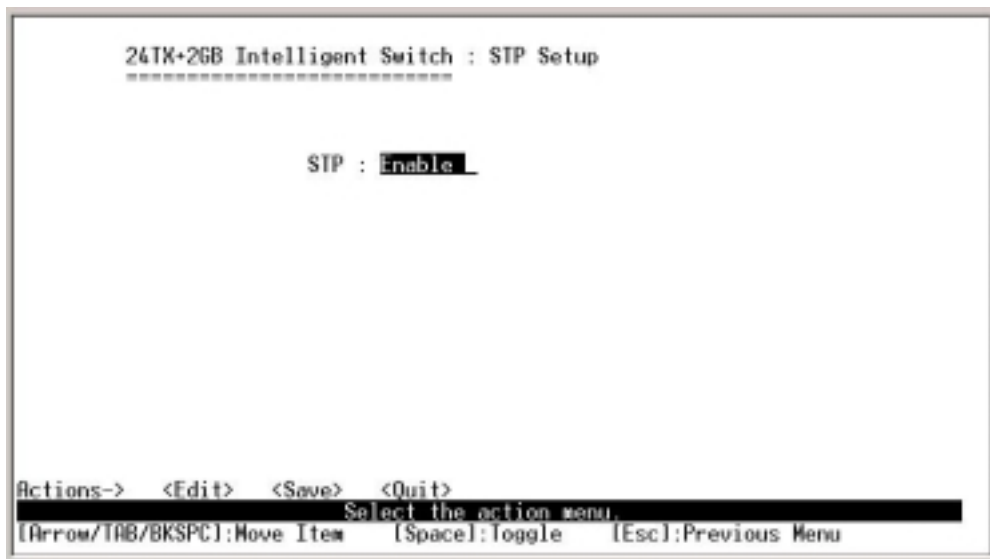 24TX+2GB Intelligent Switch : STP Setup
===========================
STP : Enable _
Actions-> <Edit> <Save> <Quit>
Select the action menu.
[Arrow/TAB/BKSPC]:Move Item [Space]:Toggle [Esc]:Previous Menu